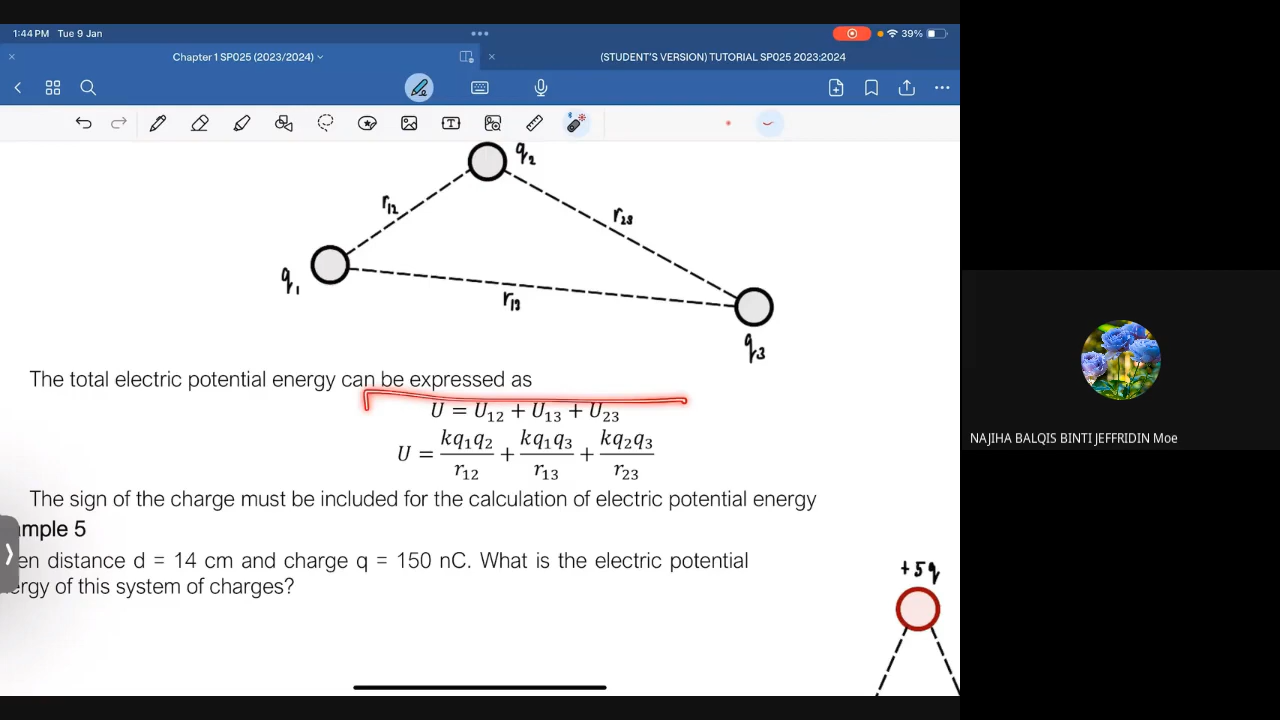 1:44 PM Tue 9 Jan
39%
Chapter 1 SP025 (2023/2024)
(STUDENT'S VERSION) TUTORIAL SP025 2023:2024
q₂
r₁₂
r₂₃
q₁
r₁₃
q₃
The total electric potential energy can be expressed as
U = U₁₂ + U₁₃ + U₂₃
U = kq₁q₂/r₁₂ + kq₁q₃/r₁₃ + kq₂q₃/r₂₃
The sign of the charge must be included for the calculation of electric potential energy
mple 5
en distance d = 14 cm and charge q = 150 nC. What is the electric potential
ergy of this system of charges?
+5q
NAJIHA BALQIS BINTI JEFFRIDIN Moe